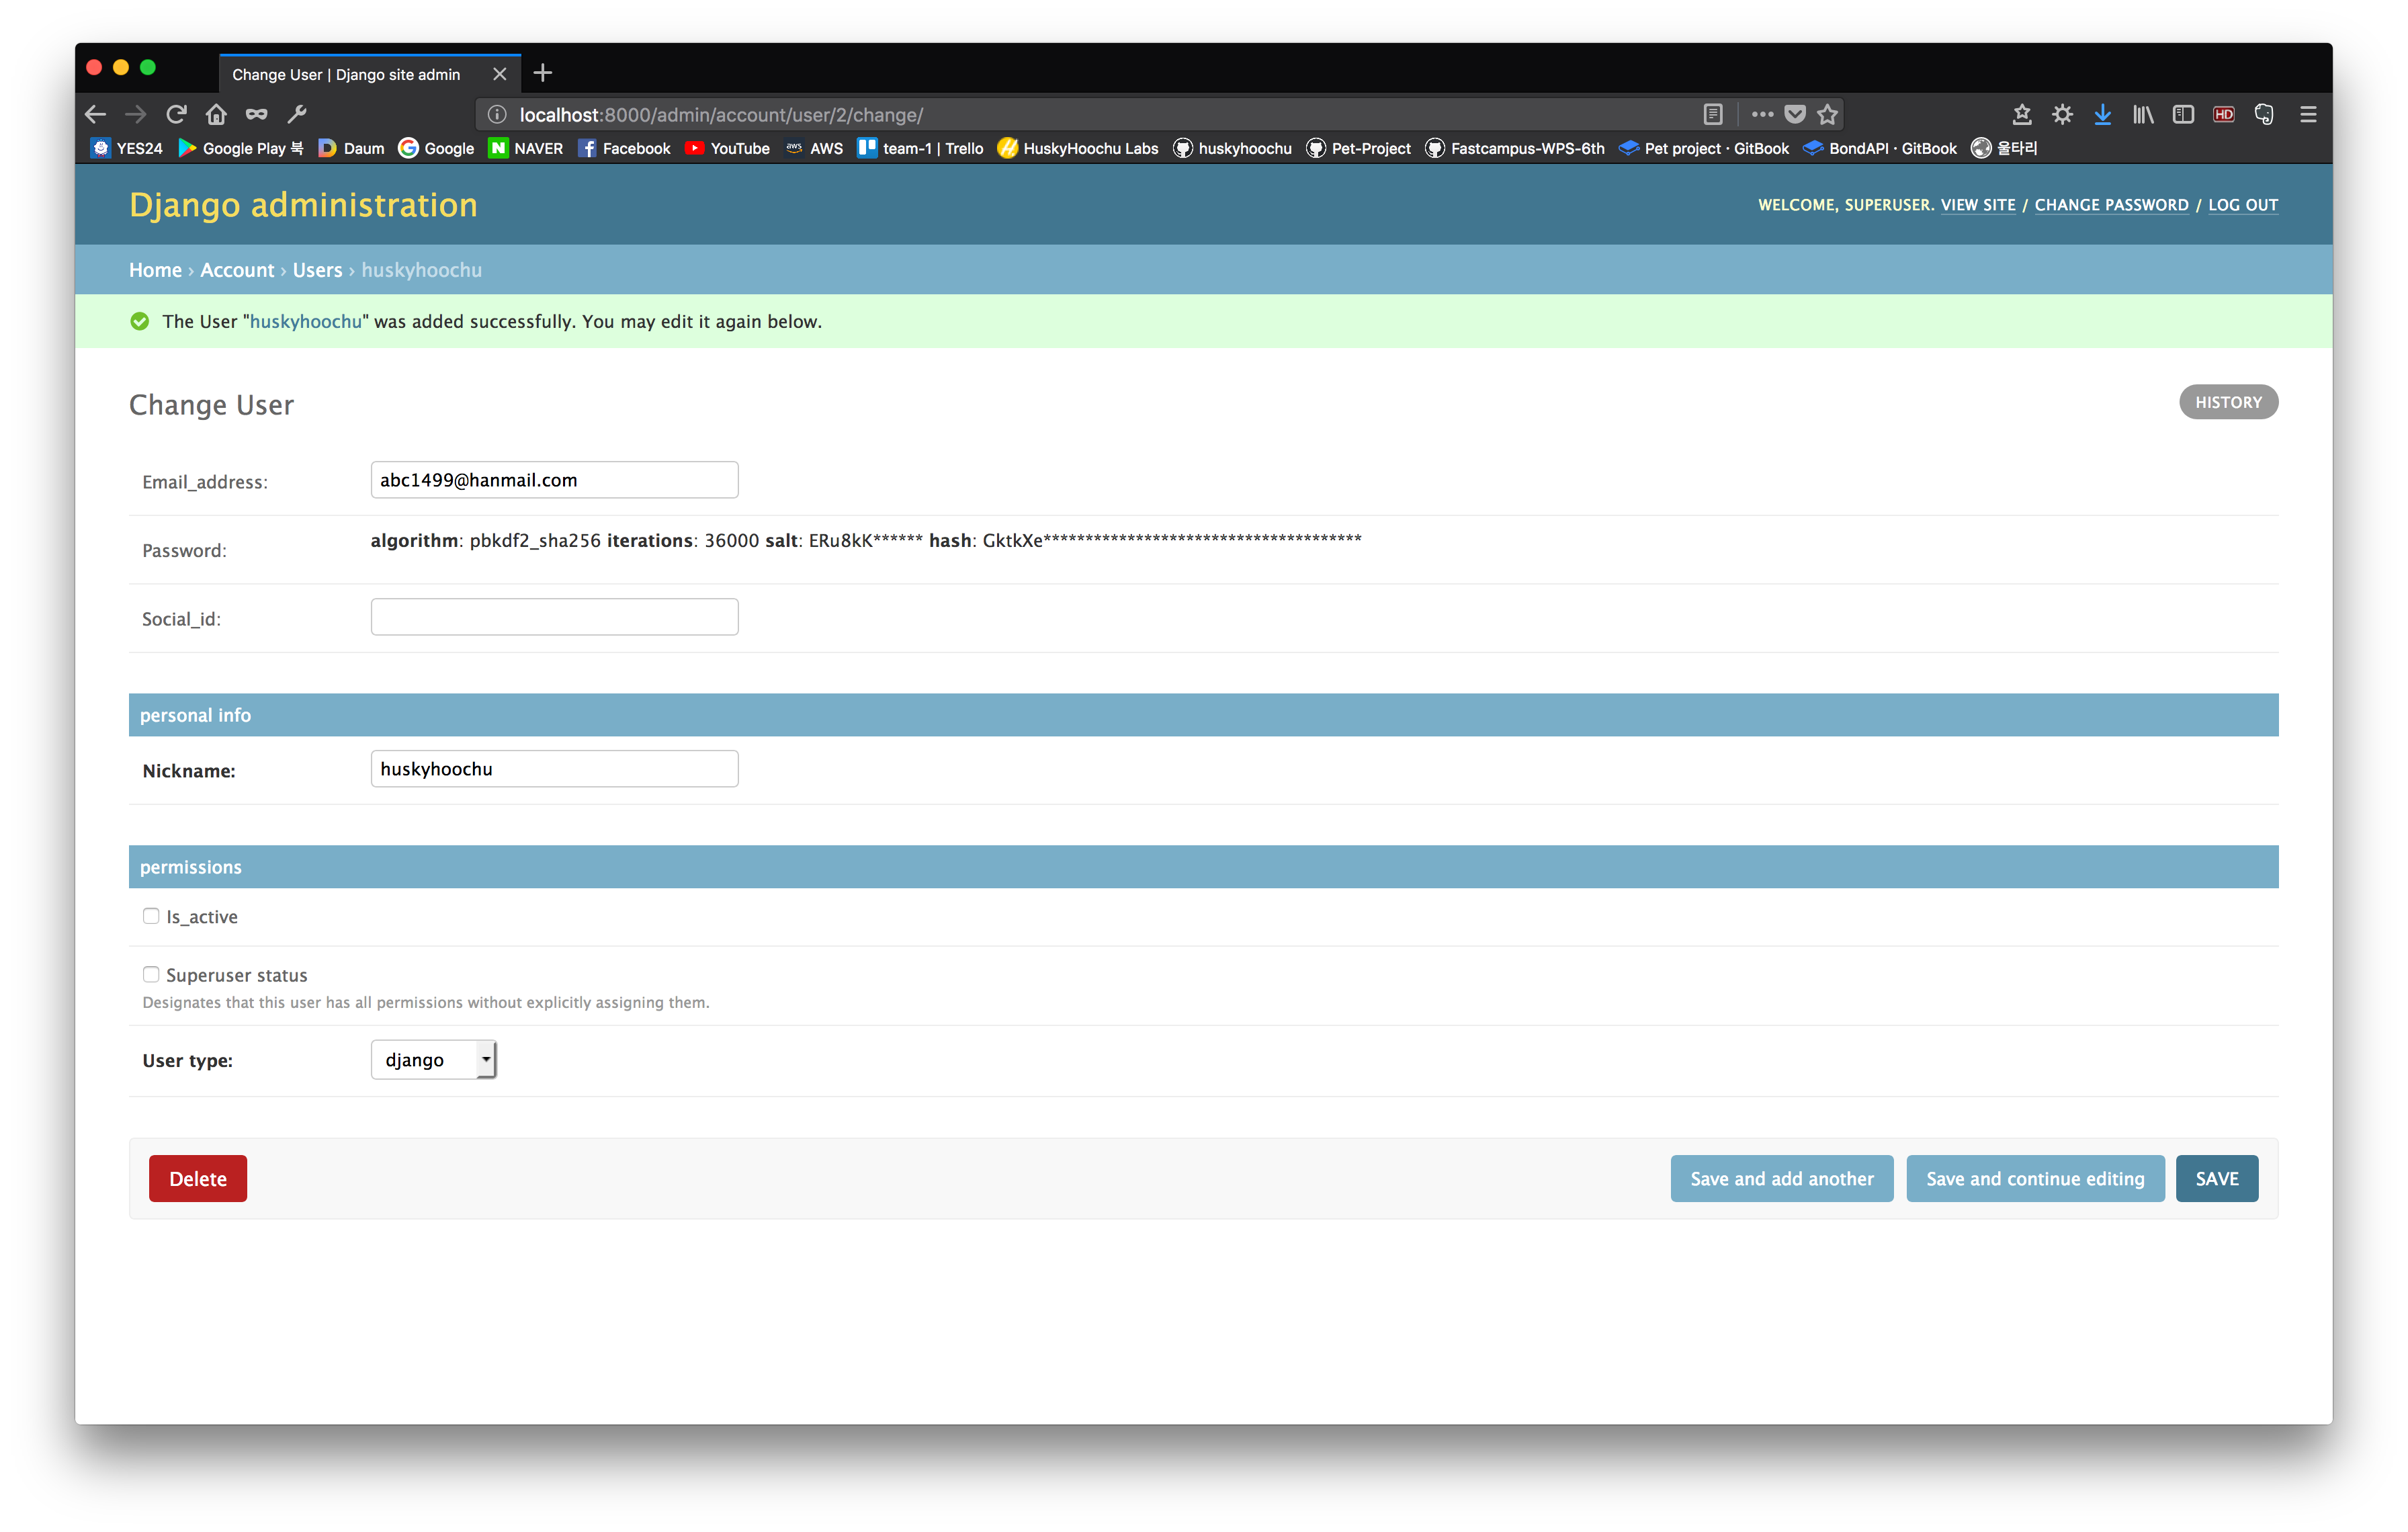 Change User | Django site admin
localhost:8000/admin/account/user/2/change/
HD
YES24 Google Play 북 Daum Google NAVER Facebook YouTube AWS team-1 | Trello HuskyHoochu Labs huskyhoochu Pet-Project Fastcampus-WPS-6th Pet project · GitBook BondAPI · GitBook 울타리
Django administration
WELCOME, SUPERUSER. VIEW SITE / CHANGE PASSWORD / LOG OUT
Home › Account › Users › huskyhoochu
The User "huskyhoochu" was added successfully. You may edit it again below.
Change User
HISTORY
Email_address: abc1499@hanmail.com
Password: algorithm: pbkdf2_sha256 iterations: 36000 salt: ERu8kK****** hash: GktkXe**************************************
Social_id:
personal info
Nickname: huskyhoochu
permissions
Is_active
Superuser status
Designates that this user has all permissions without explicitly assigning them.
User type: django
Delete Save and add another Save and continue editing SAVE